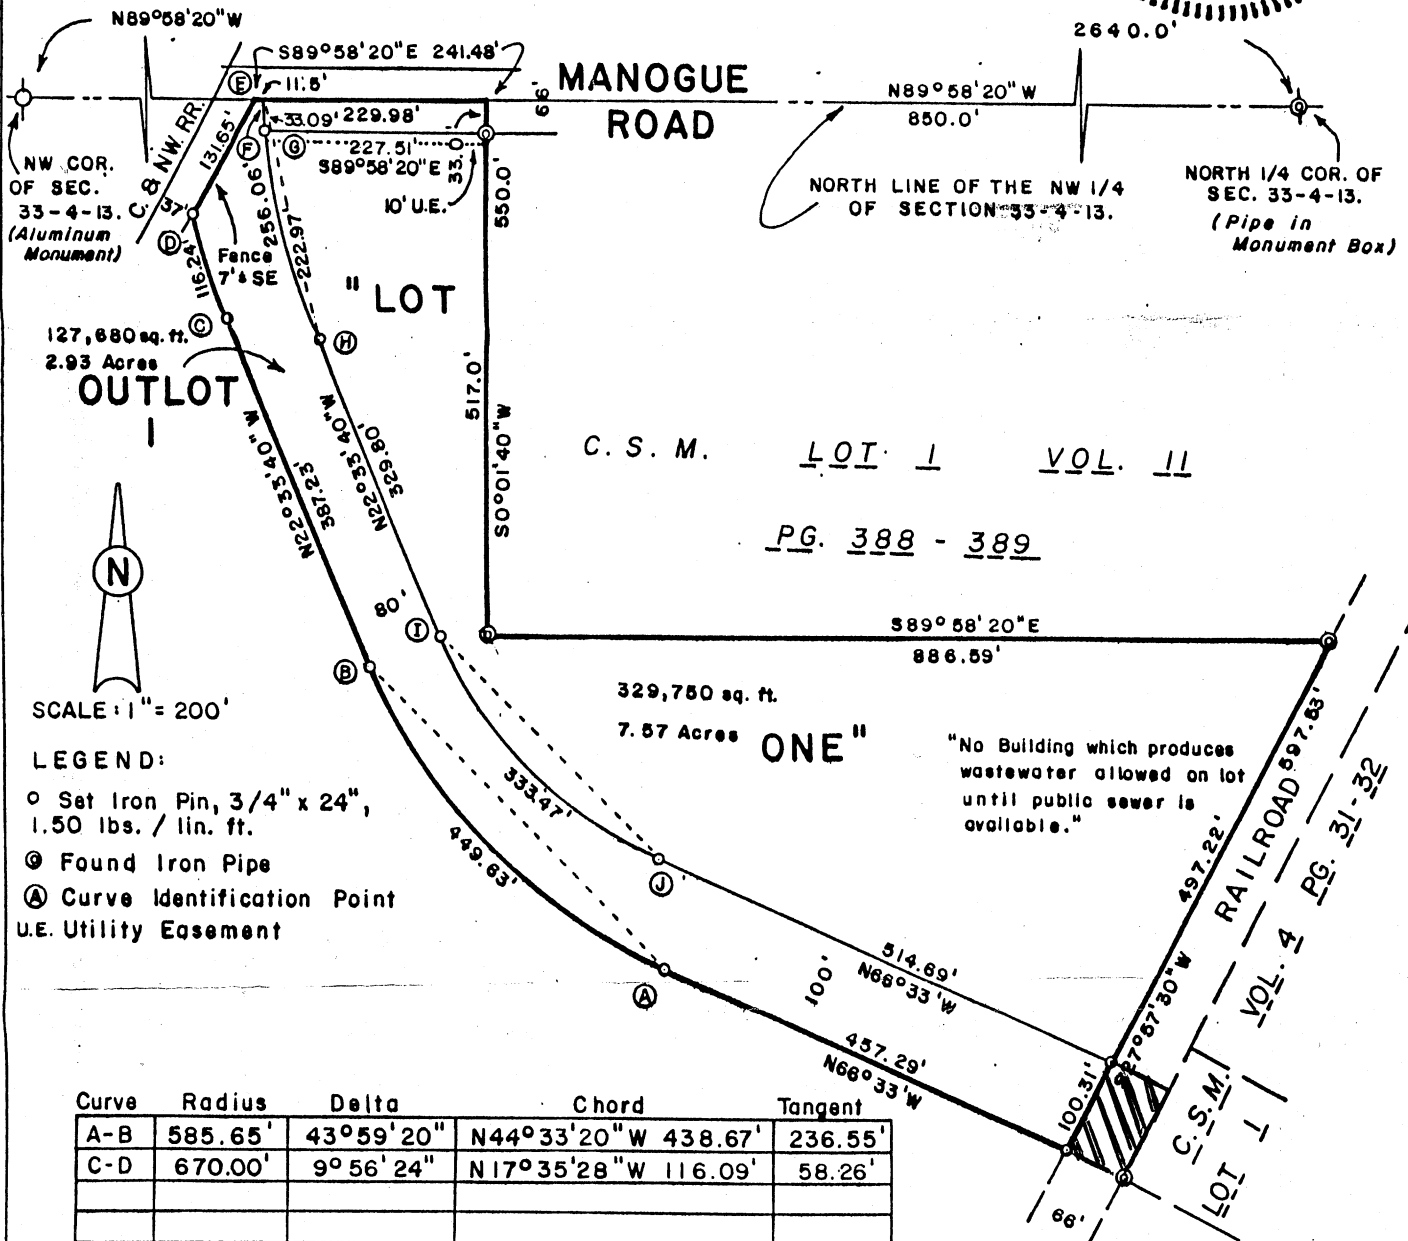 N89°58'20"W
S89°58'20"E 241.48'
2640.0'
E
11.5'
MANOGUE
ROAD
66'
N89°58'20"W
850.0'
C. & NW. RR.
131.65'
33.09'
229.98'
F
G
227.51'
S89°58'20"E
33.0
10' U.E.
550.0'
NW COR.
OF SEC.
33-4-13.
(Aluminum
Monument)
37'
D
Fence
7'± SE
256.06'
222.97'
116.24'
NORTH LINE OF THE NW 1/4
OF SECTION 33-4-13.
NORTH 1/4 COR. OF
SEC. 33-4-13.
(Pipe in
Monument Box)
"LOT
C
H
127,680 sq. ft.
2.93 Acres
OUTLOT
1
N22°33'40"W
387.23'
N22°33'40"W
329.80'
517.0'
S0°01'40"W
C. S. M. LOT 1 VOL. 11
PG. 388 - 389
N
80'
I
B
S89°58'20"E
886.59'
329,750 sq. ft.
7.57 Acres
ONE"
"No Building which produces
wastewater allowed on lot
until public sewer is
available."
SCALE: 1"= 200'
LEGEND:
Set Iron Pin, 3/4" x 24",
1.50 lbs. / lin. ft.
Found Iron Pipe
A Curve Identification Point
U.E. Utility Easement
333.47'
449.63'
J
A
514.69'
N66°33'W
100'
457.29'
N66°33'W
597.53'
497.22'
RAILROAD
S27°57'30"W
100.31'
VOL. 4 PG. 31-32
C. S. M.
LOT 1
66'
Curve Radius Delta Chord Tangent
A-B 585.65' 43°59'20" N44°33'20"W 438.67' 236.55'
C-D 670.00' 9°56'24" N17°35'28"W 116.09' 58.26'